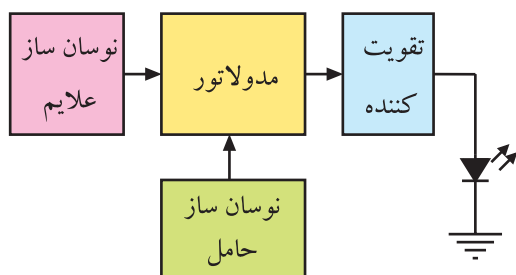 نوسان ساز
علایم
مدولاتور
تقویت
کننده
نوسان ساز
حامل